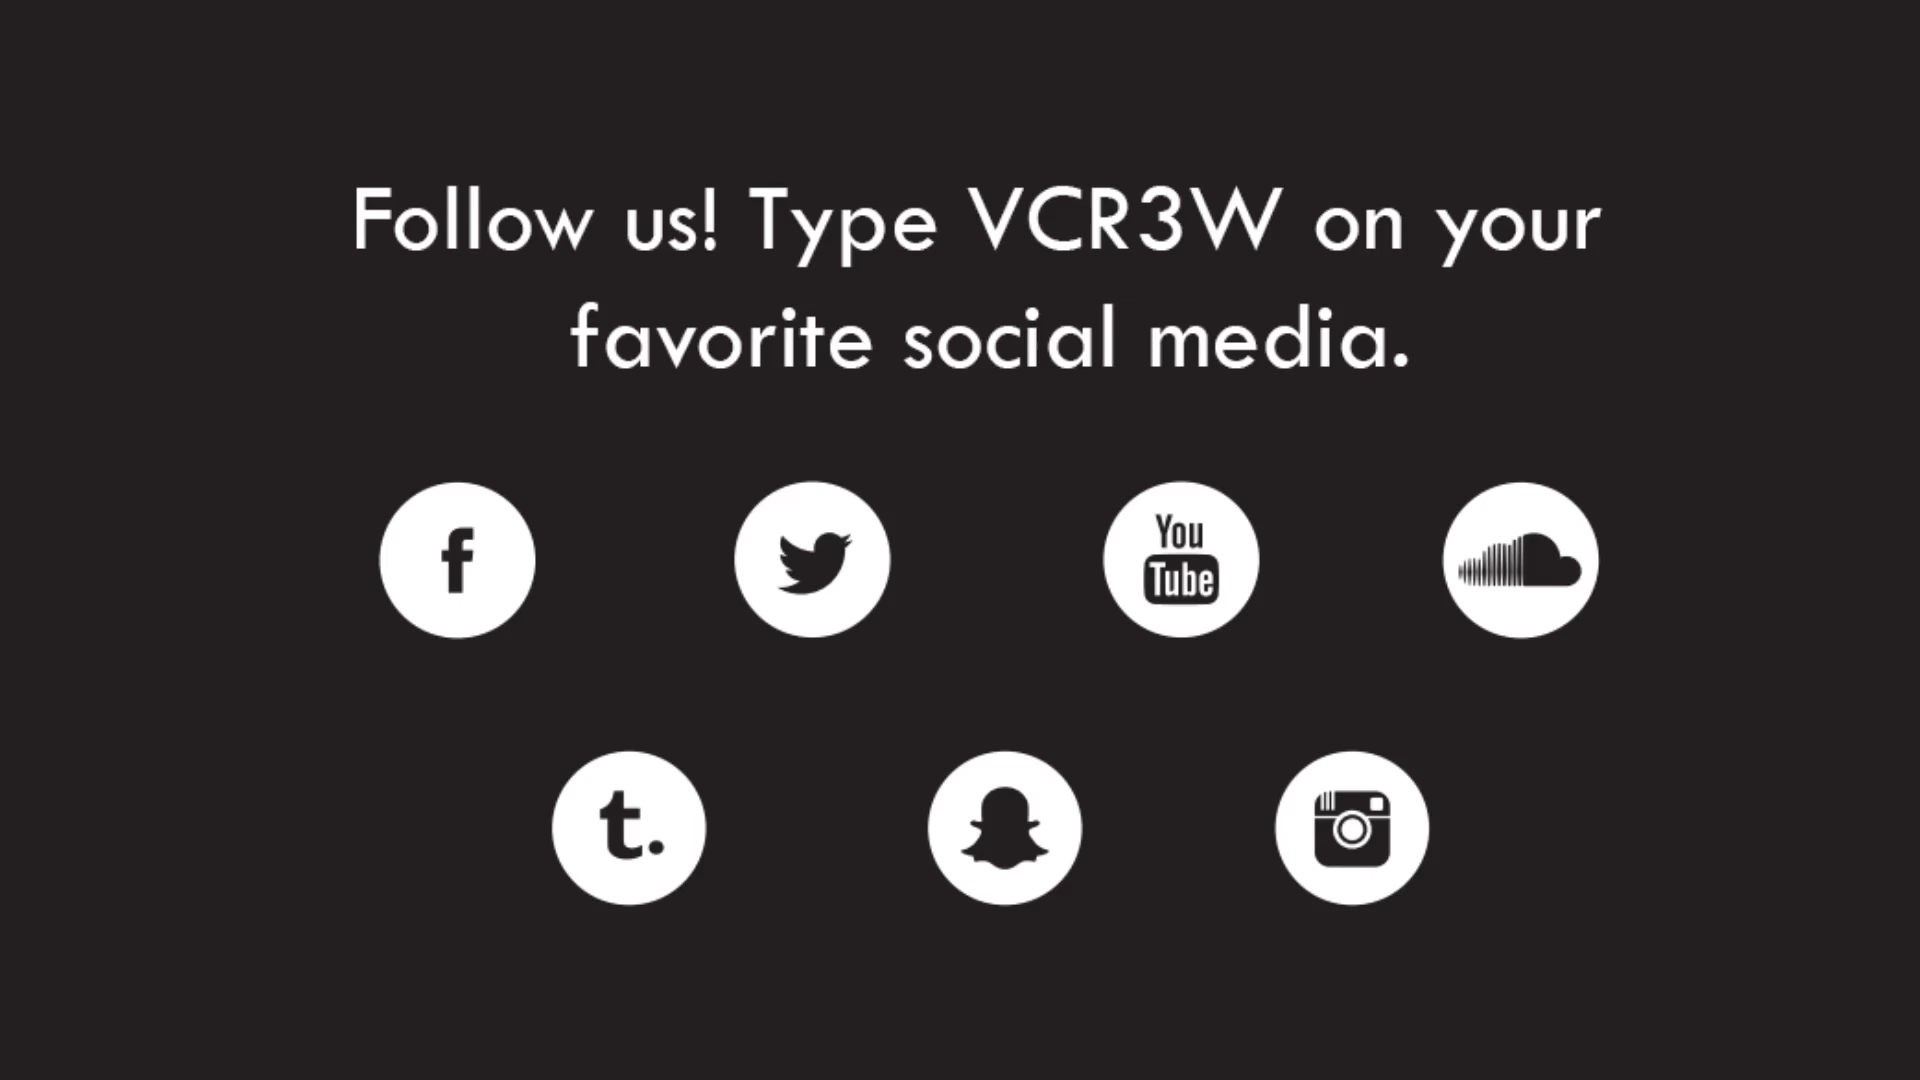 Follow us! Type VCR3W on your
favorite social media.
f
You
Tube
t.